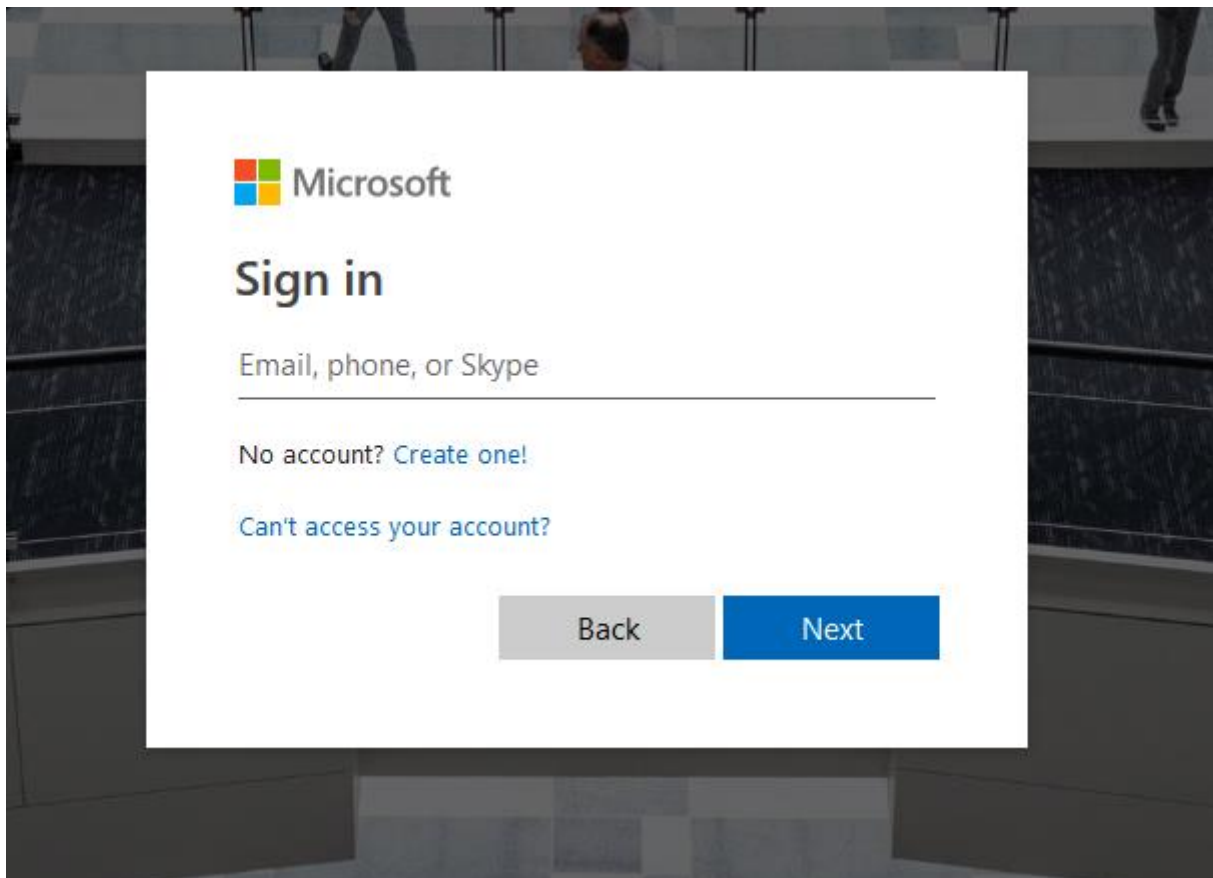 Microsoft
Sign in
Email, phone, or Skype
No account? Create one!
Can't access your account?
Back Next